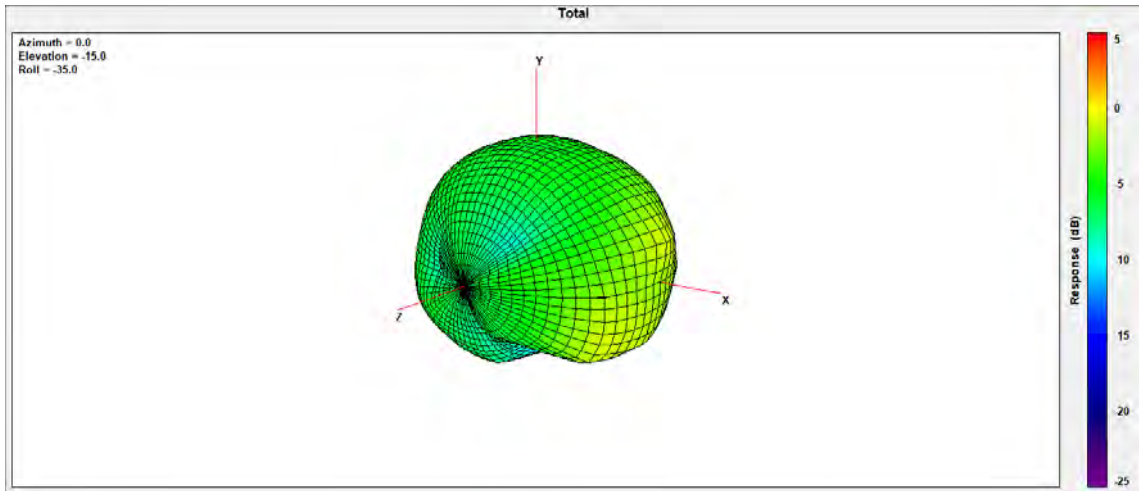 Total
Azimuth = 0.0
Elevation = -15.0
Roll = -35.0
Y
X
Z
5
0
-5
-10
-15
-20
-25
Response (dB)